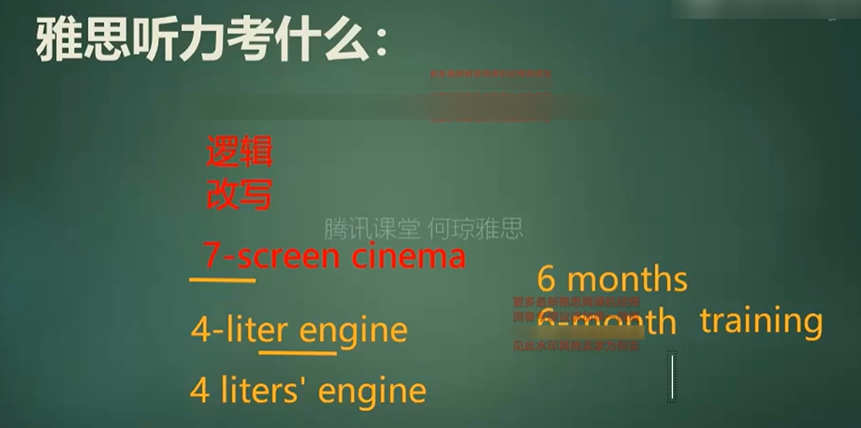 雅思听力考什么:
逻辑
改写
腾讯课堂 何琼雅思
7-screen cinema
6 months
4-liter engine
6-month training
4 liters' engine